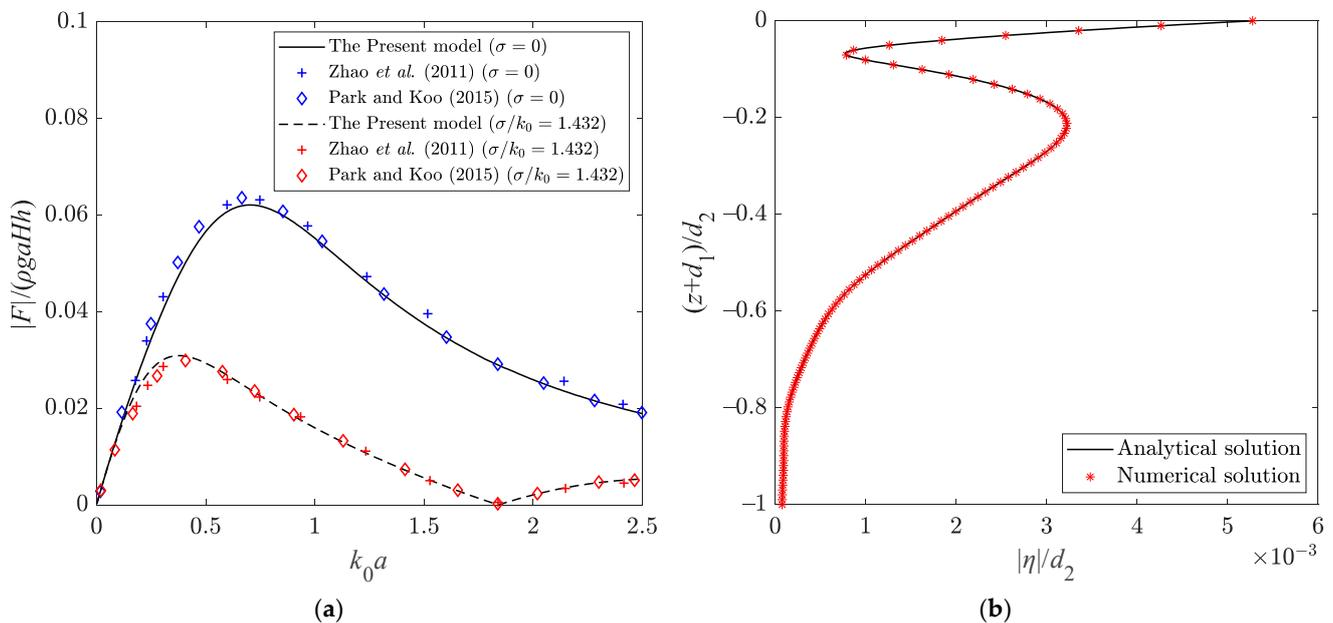 0.1
0.08
0.06
0.04
0.02
0
|F|/(ρgaHh)
The Present model (σ = 0)
Zhao et al. (2011) (σ = 0)
Park and Koo (2015) (σ = 0)
The Present model (σ/k₀ = 1.432)
Zhao et al. (2011) (σ/k₀ = 1.432)
Park and Koo (2015) (σ/k₀ = 1.432)
0 0.5 1 1.5 2 2.5
k₀a
(a)
0
−0.2
−0.4
−0.6
−0.8
−1
(z+d₁)/d₂
Analytical solution
Numerical solution
0 1 2 3 4 5 6
×10⁻³
|η|/d₂
(b)